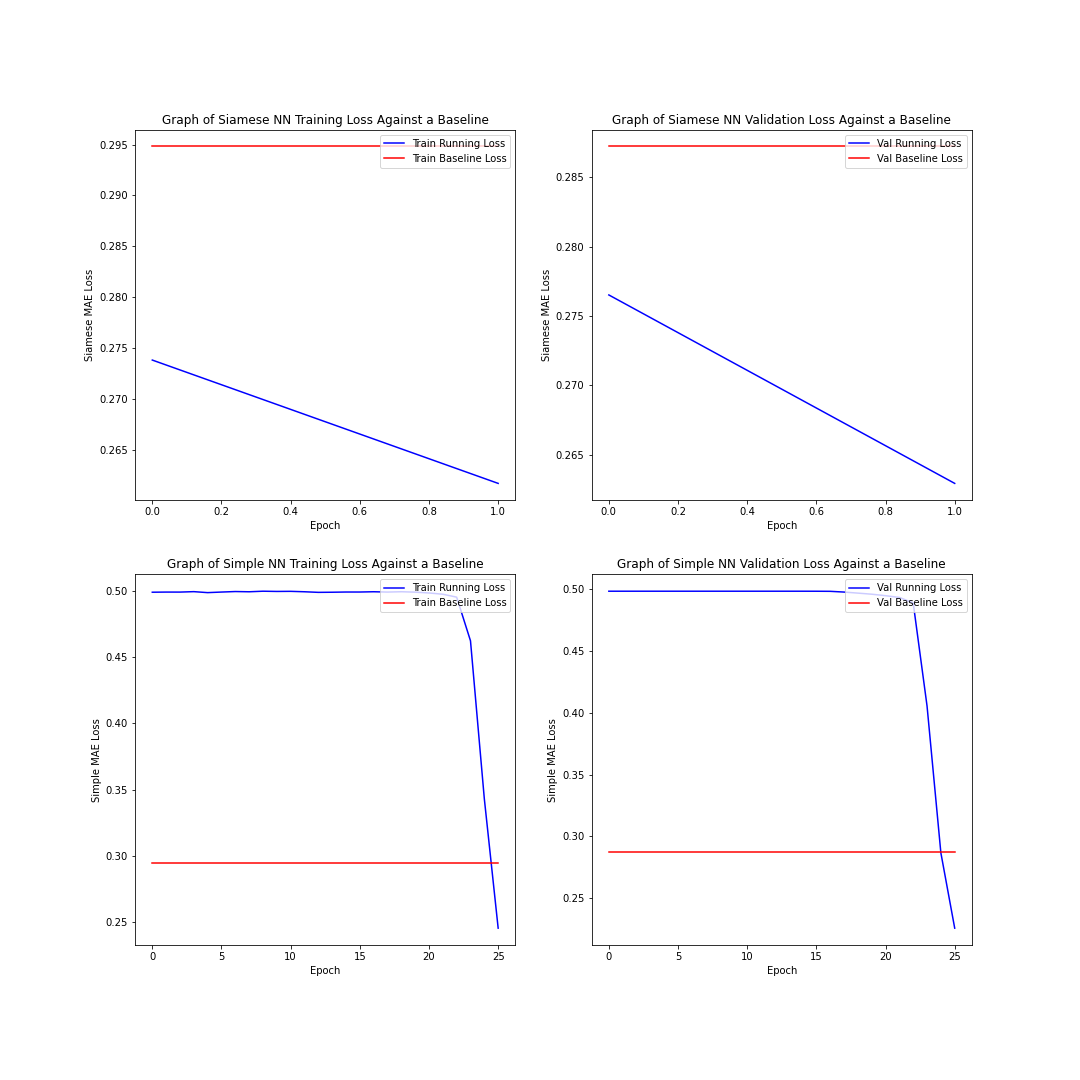 Graph of Siamese NN Training Loss Against a Baseline
Train Running Loss
Train Baseline Loss
0.295
0.290
0.285
0.280
0.275
0.270
0.265
Siamese MAE Loss
0.0 0.2 0.4 0.6 0.8 1.0
Epoch
Graph of Siamese NN Validation Loss Against a Baseline
Val Running Loss
Val Baseline Loss
0.285
0.280
0.275
0.270
0.265
Siamese MAE Loss
0.0 0.2 0.4 0.6 0.8 1.0
Epoch
Graph of Simple NN Training Loss Against a Baseline
Train Running Loss
Train Baseline Loss
0.50
0.45
0.40
0.35
0.30
0.25
Simple MAE Loss
0 5 10 15 20 25
Epoch
Graph of Simple NN Validation Loss Against a Baseline
Val Running Loss
Val Baseline Loss
0.50
0.45
0.40
0.35
0.30
0.25
Simple MAE Loss
0 5 10 15 20 25
Epoch